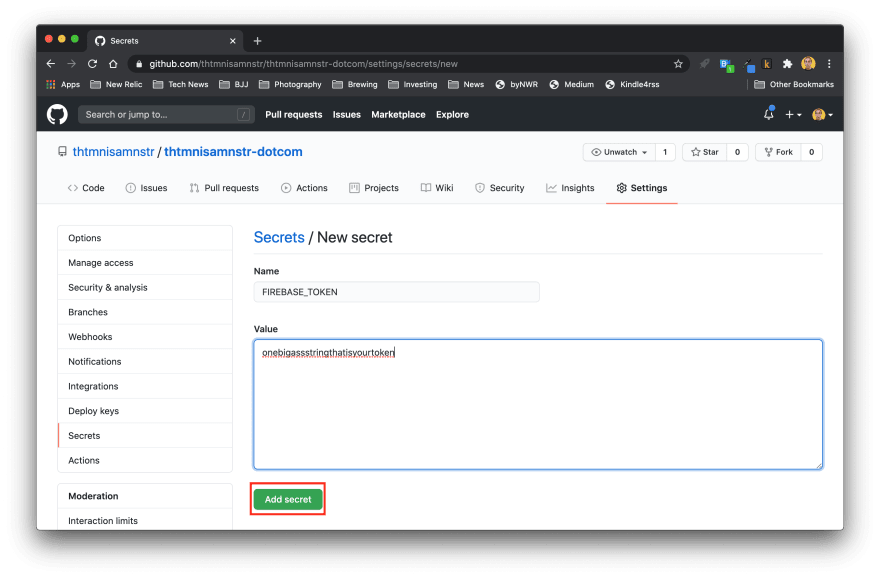 Secrets
github.com/thtmnisamnstr/thtmnisamnstr-dotcom/settings/secrets/new
Apps New Relic Tech News BJJ Photography Brewing Investing News byNWR Medium Kindle4rss Other Bookmarks
Search or jump to... / Pull requests Issues Marketplace Explore
thtmnisamnstr / thtmnisamnstr-dotcom Unwatch 1 Star 0 Fork 0
Code Issues Pull requests Actions Projects Wiki Security Insights Settings
Options
Manage access
Security & analysis
Branches
Webhooks
Notifications
Integrations
Deploy keys
Secrets
Actions
Moderation
Interaction limits
Secrets / New secret
Name
FIREBASE_TOKEN
Value
onebigassstringthatisyourtoken
Add secret